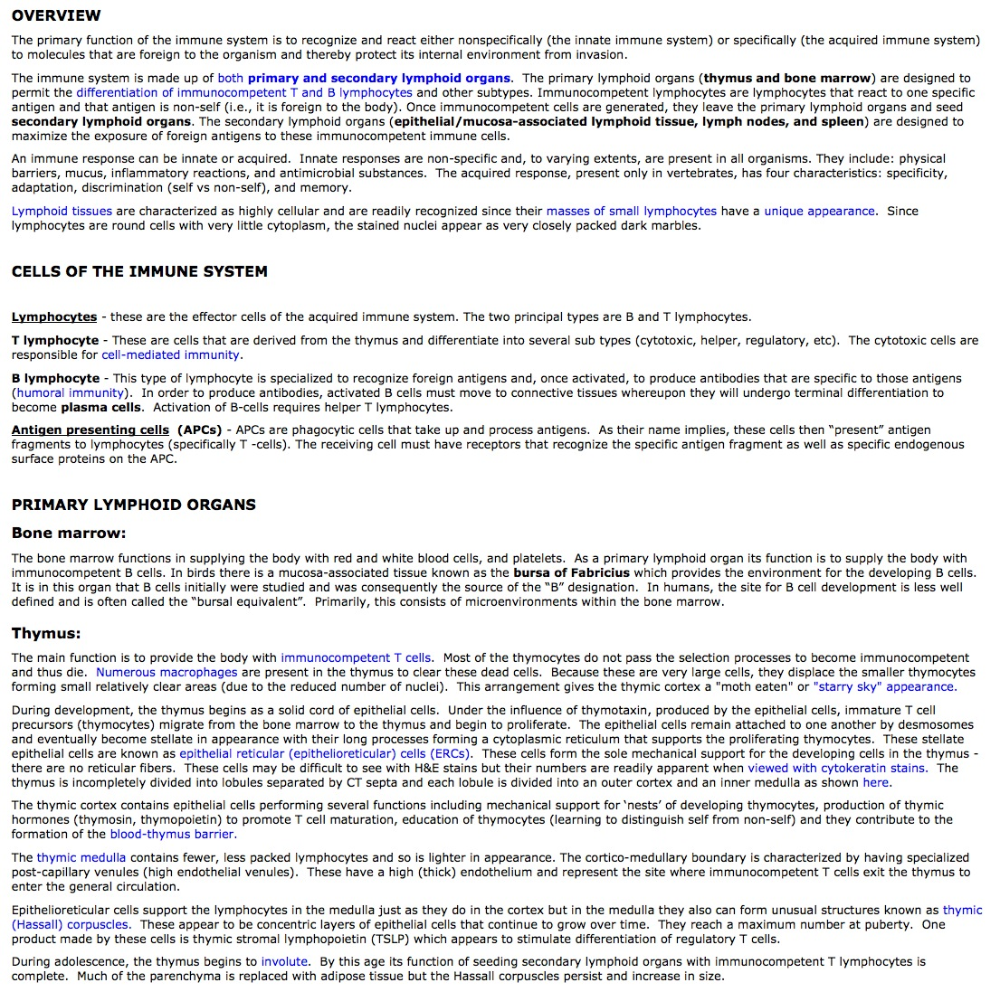 OVERVIEW
The primary function of the immune system is to recognize and react either nonspecifically (the innate immune system) or specifically (the acquired immune system)
to molecules that are foreign to the organism and thereby protect its internal environment from invasion.
The immune system is made up of both primary and secondary lymphoid organs.  The primary lymphoid organs (thymus and bone marrow) are designed to
permit the differentiation of immunocompetent T and B lymphocytes and other subtypes. Immunocompetent lymphocytes are lymphocytes that react to one specific
antigen and that antigen is non-self (i.e., it is foreign to the body). Once immunocompetent cells are generated, they leave the primary lymphoid organs and seed
secondary lymphoid organs. The secondary lymphoid organs (epithelial/mucosa-associated lymphoid tissue, lymph nodes, and spleen) are designed to
maximize the exposure of foreign antigens to these immunocompetent immune cells.
An immune response can be innate or acquired.  Innate responses are non-specific and, to varying extents, are present in all organisms. They include: physical
barriers, mucus, inflammatory reactions, and antimicrobial substances.  The acquired response, present only in vertebrates, has four characteristics: specificity,
adaptation, discrimination (self vs non-self), and memory.
Lymphoid tissues are characterized as highly cellular and are readily recognized since their masses of small lymphocytes have a unique appearance.  Since
lymphocytes are round cells with very little cytoplasm, the stained nuclei appear as very closely packed dark marbles.
CELLS OF THE IMMUNE SYSTEM
Lymphocytes - these are the effector cells of the acquired immune system. The two principal types are B and T lymphocytes.
T lymphocyte - These are cells that are derived from the thymus and differentiate into several sub types (cytotoxic, helper, regulatory, etc).  The cytotoxic cells are
responsible for cell-mediated immunity.
B lymphocyte - This type of lymphocyte is specialized to recognize foreign antigens and, once activated, to produce antibodies that are specific to those antigens
(humoral immunity).  In order to produce antibodies, activated B cells must move to connective tissues whereupon they will undergo terminal differentiation to
become plasma cells.  Activation of B-cells requires helper T lymphocytes.
Antigen presenting cells  (APCs) - APCs are phagocytic cells that take up and process antigens.  As their name implies, these cells then “present” antigen
fragments to lymphocytes (specifically T -cells). The receiving cell must have receptors that recognize the specific antigen fragment as well as specific endogenous
surface proteins on the APC.
PRIMARY LYMPHOID ORGANS
Bone marrow:
The bone marrow functions in supplying the body with red and white blood cells, and platelets.  As a primary lymphoid organ its function is to supply the body with
immunocompetent B cells. In birds there is a mucosa-associated tissue known as the bursa of Fabricius which provides the environment for the developing B cells.
It is in this organ that B cells initially were studied and was consequently the source of the “B” designation.  In humans, the site for B cell development is less well
defined and is often called the “bursal equivalent”.  Primarily, this consists of microenvironments within the bone marrow.
Thymus:
The main function is to provide the body with immunocompetent T cells.  Most of the thymocytes do not pass the selection processes to become immunocompetent
and thus die.  Numerous macrophages are present in the thymus to clear these dead cells.  Because these are very large cells, they displace the smaller thymocytes
forming small relatively clear areas (due to the reduced number of nuclei).  This arrangement gives the thymic cortex a "moth eaten" or "starry sky" appearance.
During development, the thymus begins as a solid cord of epithelial cells.  Under the influence of thymotaxin, produced by the epithelial cells, immature T cell
precursors (thymocytes) migrate from the bone marrow to the thymus and begin to proliferate.  The epithelial cells remain attached to one another by desmosomes
and eventually become stellate in appearance with their long processes forming a cytoplasmic reticulum that supports the proliferating thymocytes.  These stellate
epithelial cells are known as epithelial reticular (epithelioreticular) cells (ERCs).  These cells form the sole mechanical support for the developing cells in the thymus -
there are no reticular fibers.  These cells may be difficult to see with H&E stains but their numbers are readily apparent when viewed with cytokeratin stains.  The
thymus is incompletely divided into lobules separated by CT septa and each lobule is divided into an outer cortex and an inner medulla as shown here.
The thymic cortex contains epithelial cells performing several functions including mechanical support for ‘nests’ of developing thymocytes, production of thymic
hormones (thymosin, thymopoietin) to promote T cell maturation, education of thymocytes (learning to distinguish self from non-self) and they contribute to the
formation of the blood-thymus barrier.
The thymic medulla contains fewer, less packed lymphocytes and so is lighter in appearance. The cortico-medullary boundary is characterized by having specialized
post-capillary venules (high endothelial venules).  These have a high (thick) endothelium and represent the site where immunocompetent T cells exit the thymus to
enter the general circulation.
Epithelioreticular cells support the lymphocytes in the medulla just as they do in the cortex but in the medulla they also can form unusual structures known as thymic
(Hassall) corpuscles.  These appear to be concentric layers of epithelial cells that continue to grow over time.  They reach a maximum number at puberty.  One
product made by these cells is thymic stromal lymphopoietin (TSLP) which appears to stimulate differentiation of regulatory T cells.
During adolescence, the thymus begins to involute.  By this age its function of seeding secondary lymphoid organs with immunocompetent T lymphocytes is
complete.  Much of the parenchyma is replaced with adipose tissue but the Hassall corpuscles persist and increase in size.